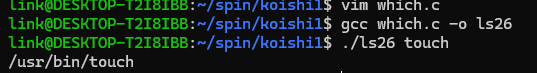 link@DESKTOP-T2I8IBB:~/spin/koishi1$ vim which.c
link@DESKTOP-T2I8IBB:~/spin/koishi1$ gcc which.c -o ls26
link@DESKTOP-T2I8IBB:~/spin/koishi1$ ./ls26 touch
/usr/bin/touch